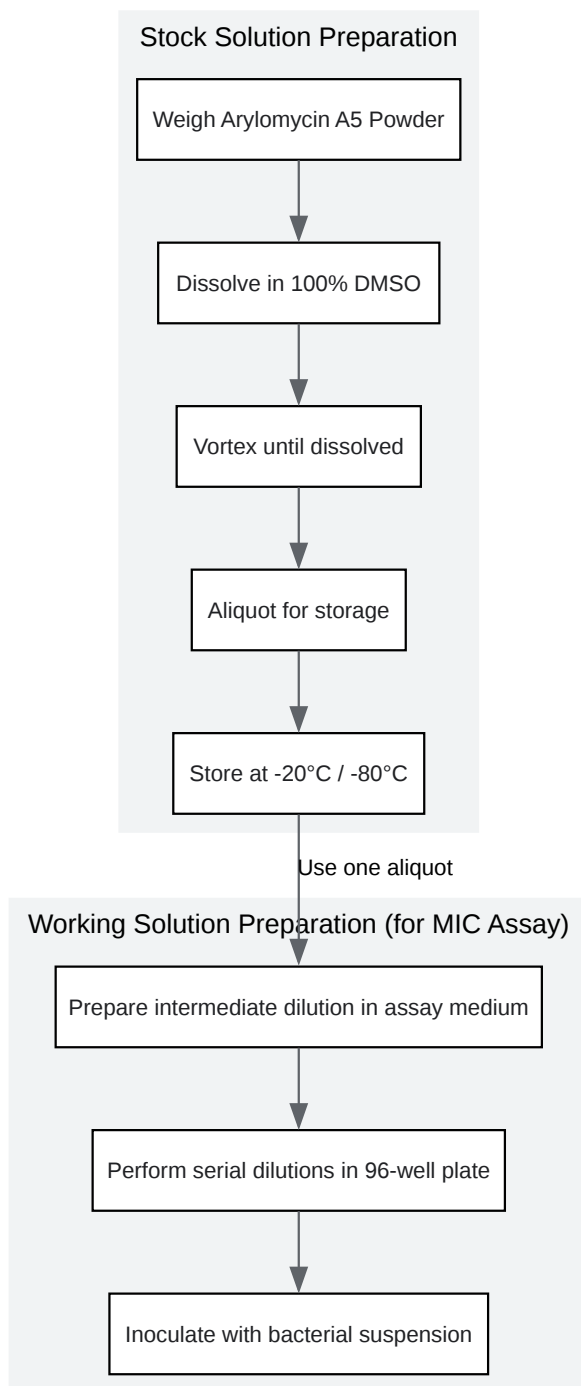 Stock Solution Preparation
Weigh Arylomycin A5 Powder
Dissolve in 100% DMSO
Vortex until dissolved
Aliquot for storage
Store at -20°C / -80°C
Use one aliquot
Working Solution Preparation (for MIC Assay)
Prepare intermediate dilution in assay medium
Perform serial dilutions in 96-well plate
Inoculate with bacterial suspension